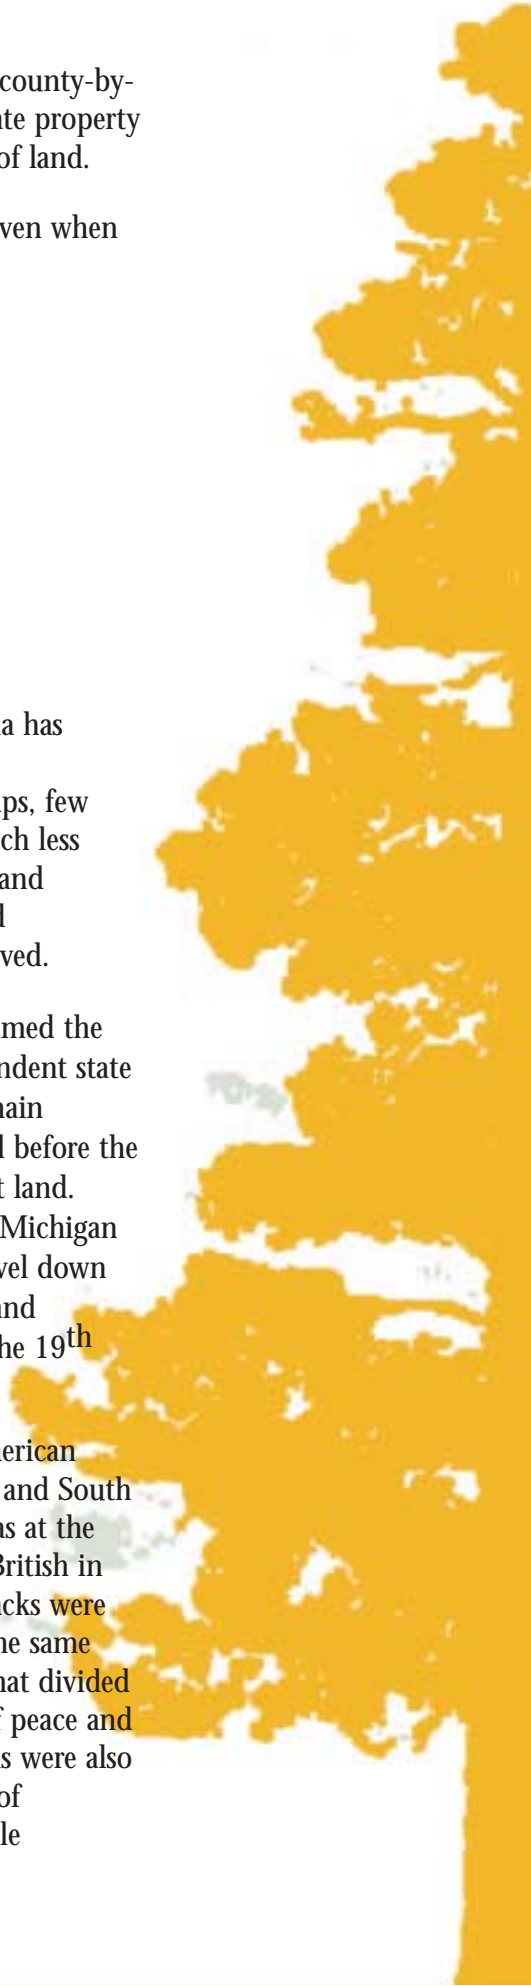 county-by-
te property
of land.
ven when
a has
ps, few
ch less
and
d
ved.
med the
ndent state
ain
l before the
t land.
Michigan
vel down
and
he 19th
erican
and South
as at the
British in
cks were
he same
hat divided
f peace and
s were also
of
le